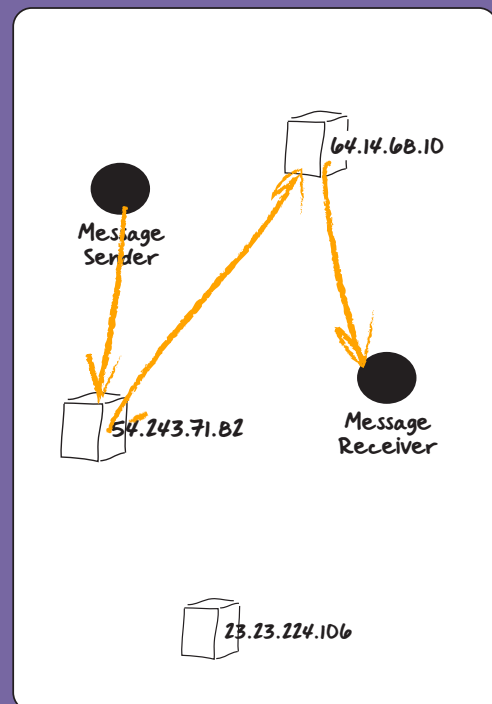 64.14.68.10
Message
Sender
54.243.71.82
Message
Receiver
23.23.224.106